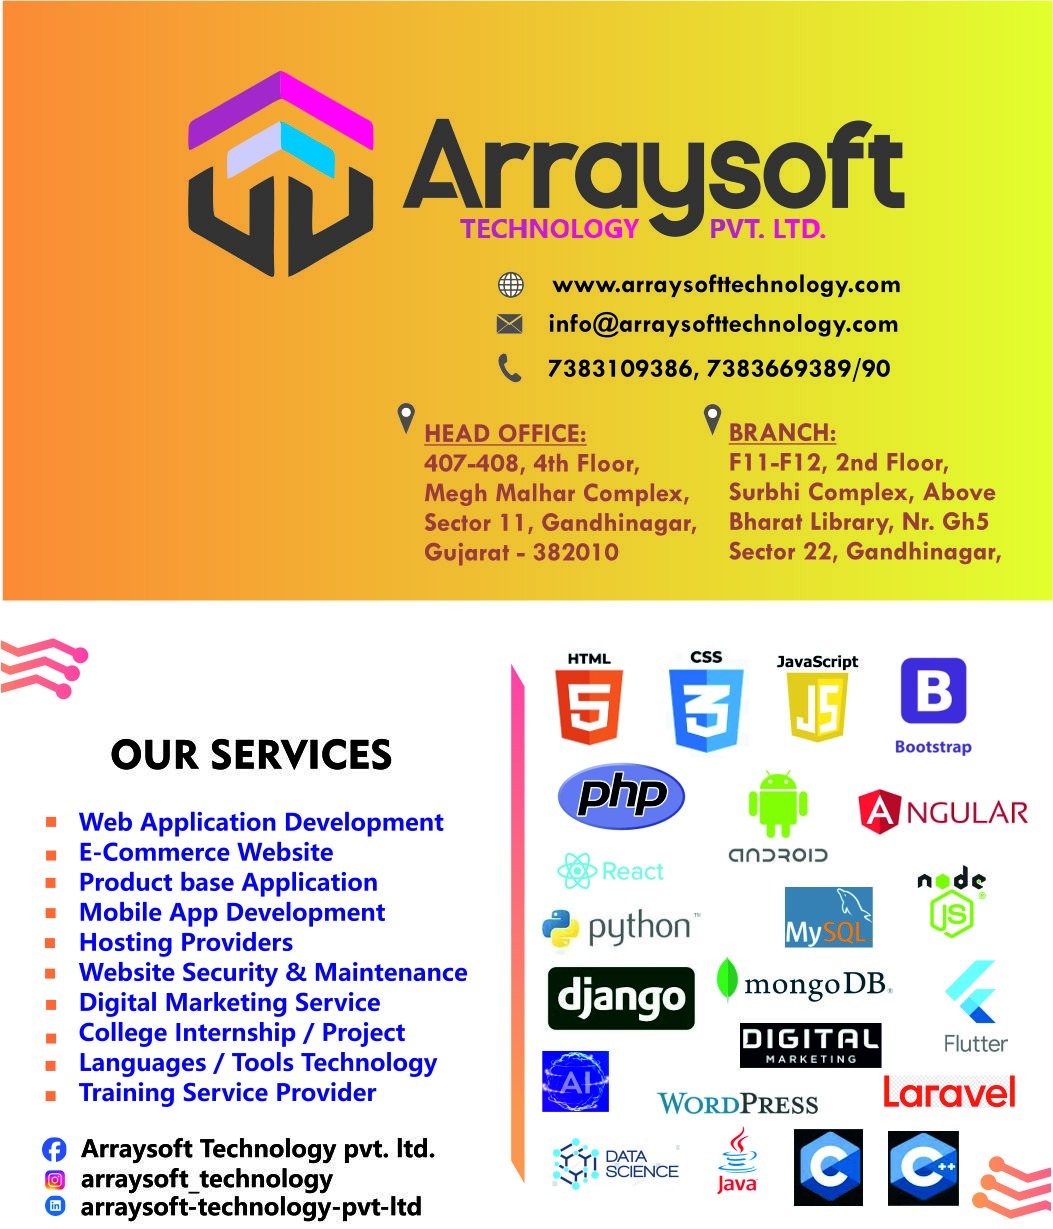 Arraysoft
TECHNOLOGY PVT. LTD.
www.arraysofttechnology.com
info@arraysofttechnology.com
7383109386, 7383669389/90
HEAD OFFICE:
407-408, 4th Floor,
Megh Malhar Complex,
Sector 11, Gandhinagar,
Gujarat - 382010
BRANCH:
F11-F12, 2nd Floor,
Surbhi Complex, Above
Bharat Library, Nr. Gh5
Sector 22, Gandhinagar,
OUR SERVICES
Web Application Development
E-Commerce Website
Product base Application
Mobile App Development
Hosting Providers
Website Security & Maintenance
Digital Marketing Service
College Internship / Project
Languages / Tools Technology
Training Service Provider
Arraysoft Technology pvt. ltd.
arraysoft_technology
arraysoft-technology-pvt-ltd
HTML
5
CSS
3
JavaScript
JS
B
Bootstrap
php
ANDROID
ANGULAR
React
python™
MySQL
node
JS®
django
mongoDB®
Flutter
DIGITAL
MARKETING
AI
WORDPRESS
Laravel
DATA
SCIENCE
Java
C
C++